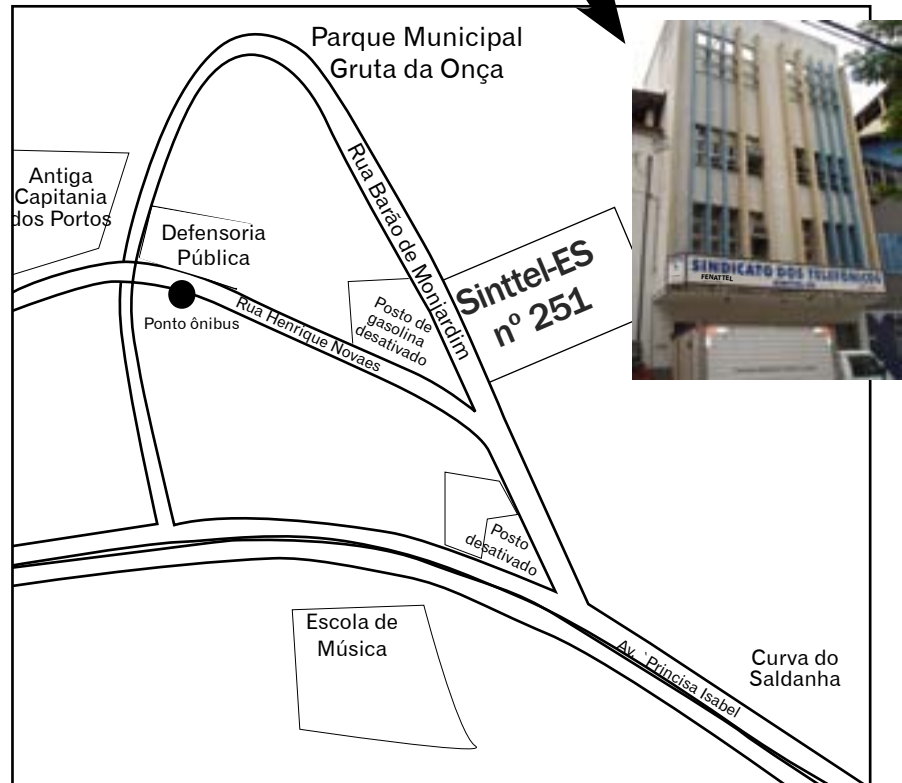 Parque Municipal
Gruta da Onça
Antiga
Capitania
dos Portos
Defensoria
Pública
Ponto ônibus
Rua Henrique Novaes
Rua Barão de Monjardim
Posto de
gasolina
desativado
Sinttel-ES
nº 251
SINDICATO DOS TELEFÔNICOS
FENATTEL
Posto
desativado
Escola de
Música
Av. `Princisa Isabel
Curva do
Saldanha